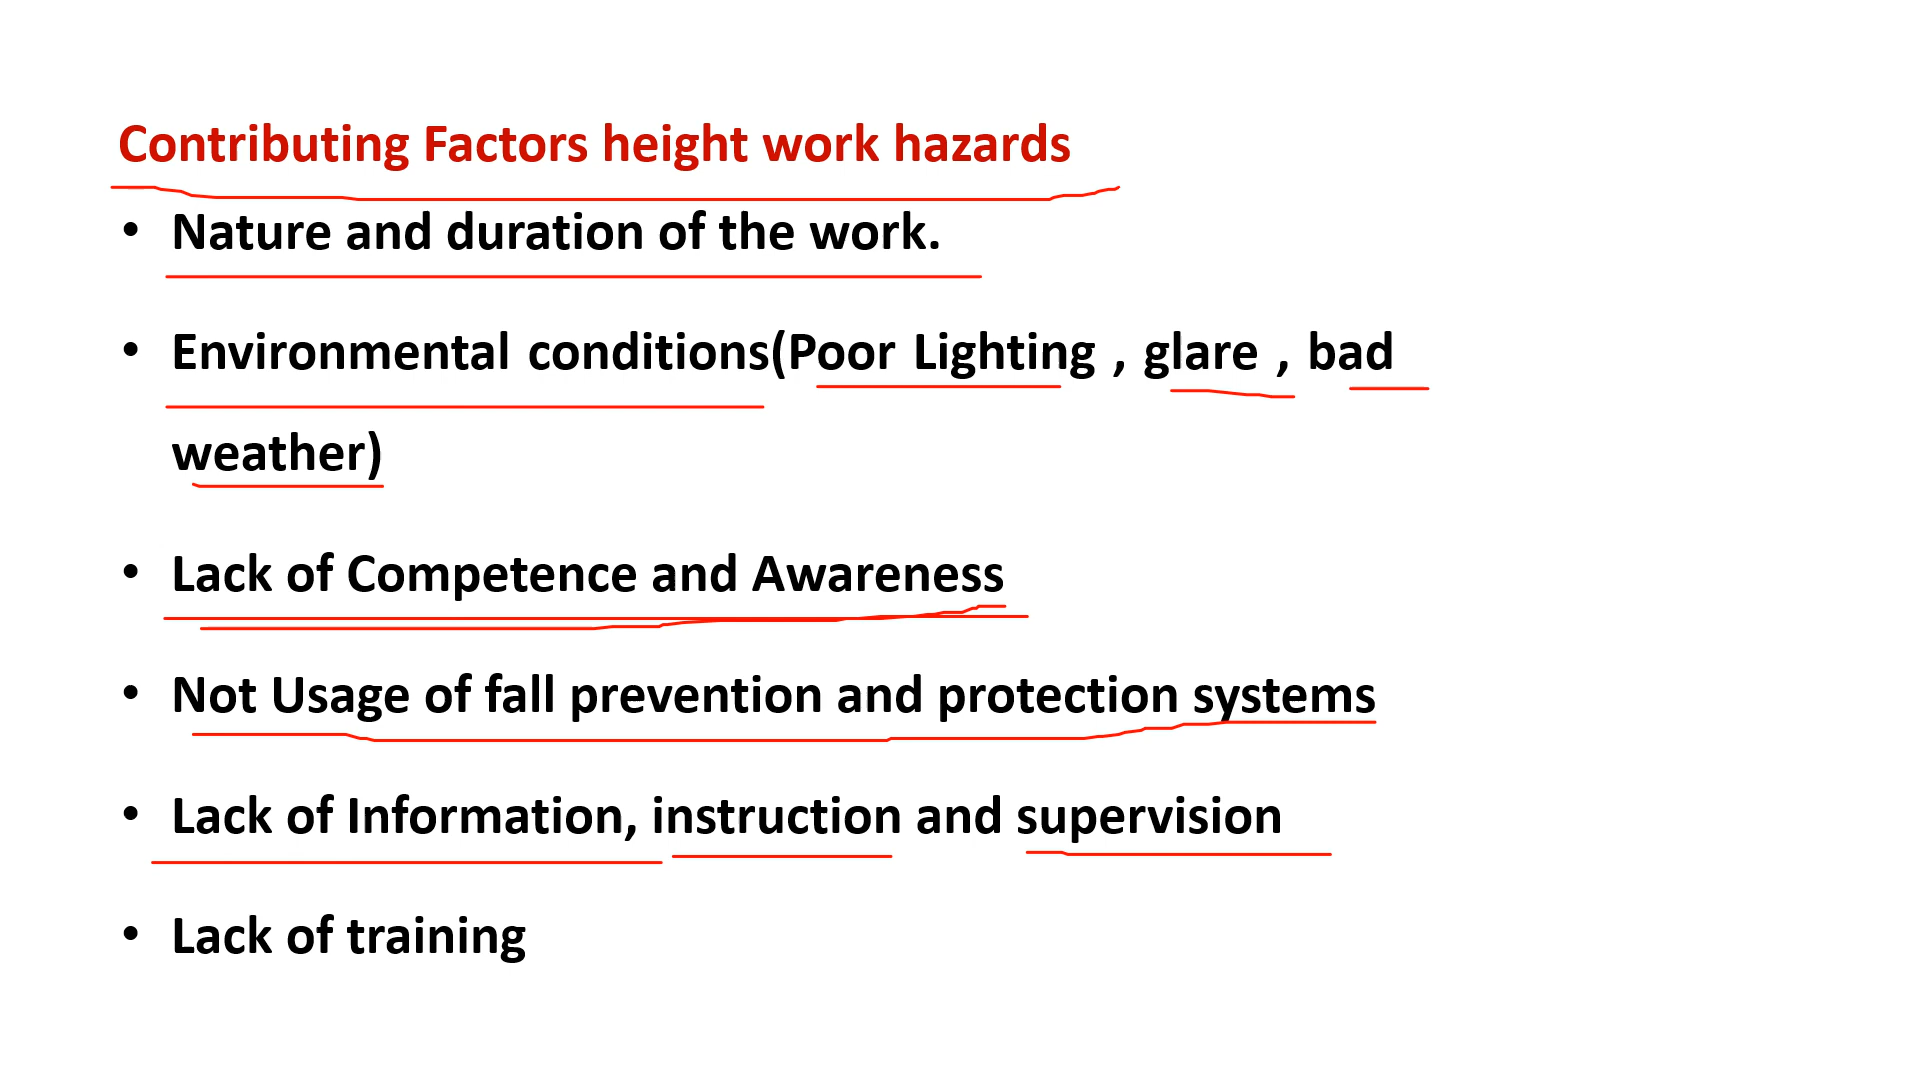 Contributing Factors height work hazards
• Nature and duration of the work.
• Environmental conditions(Poor Lighting , glare , bad
weather)
• Lack of Competence and Awareness
• Not Usage of fall prevention and protection systems
• Lack of Information, instruction and supervision
• Lack of training